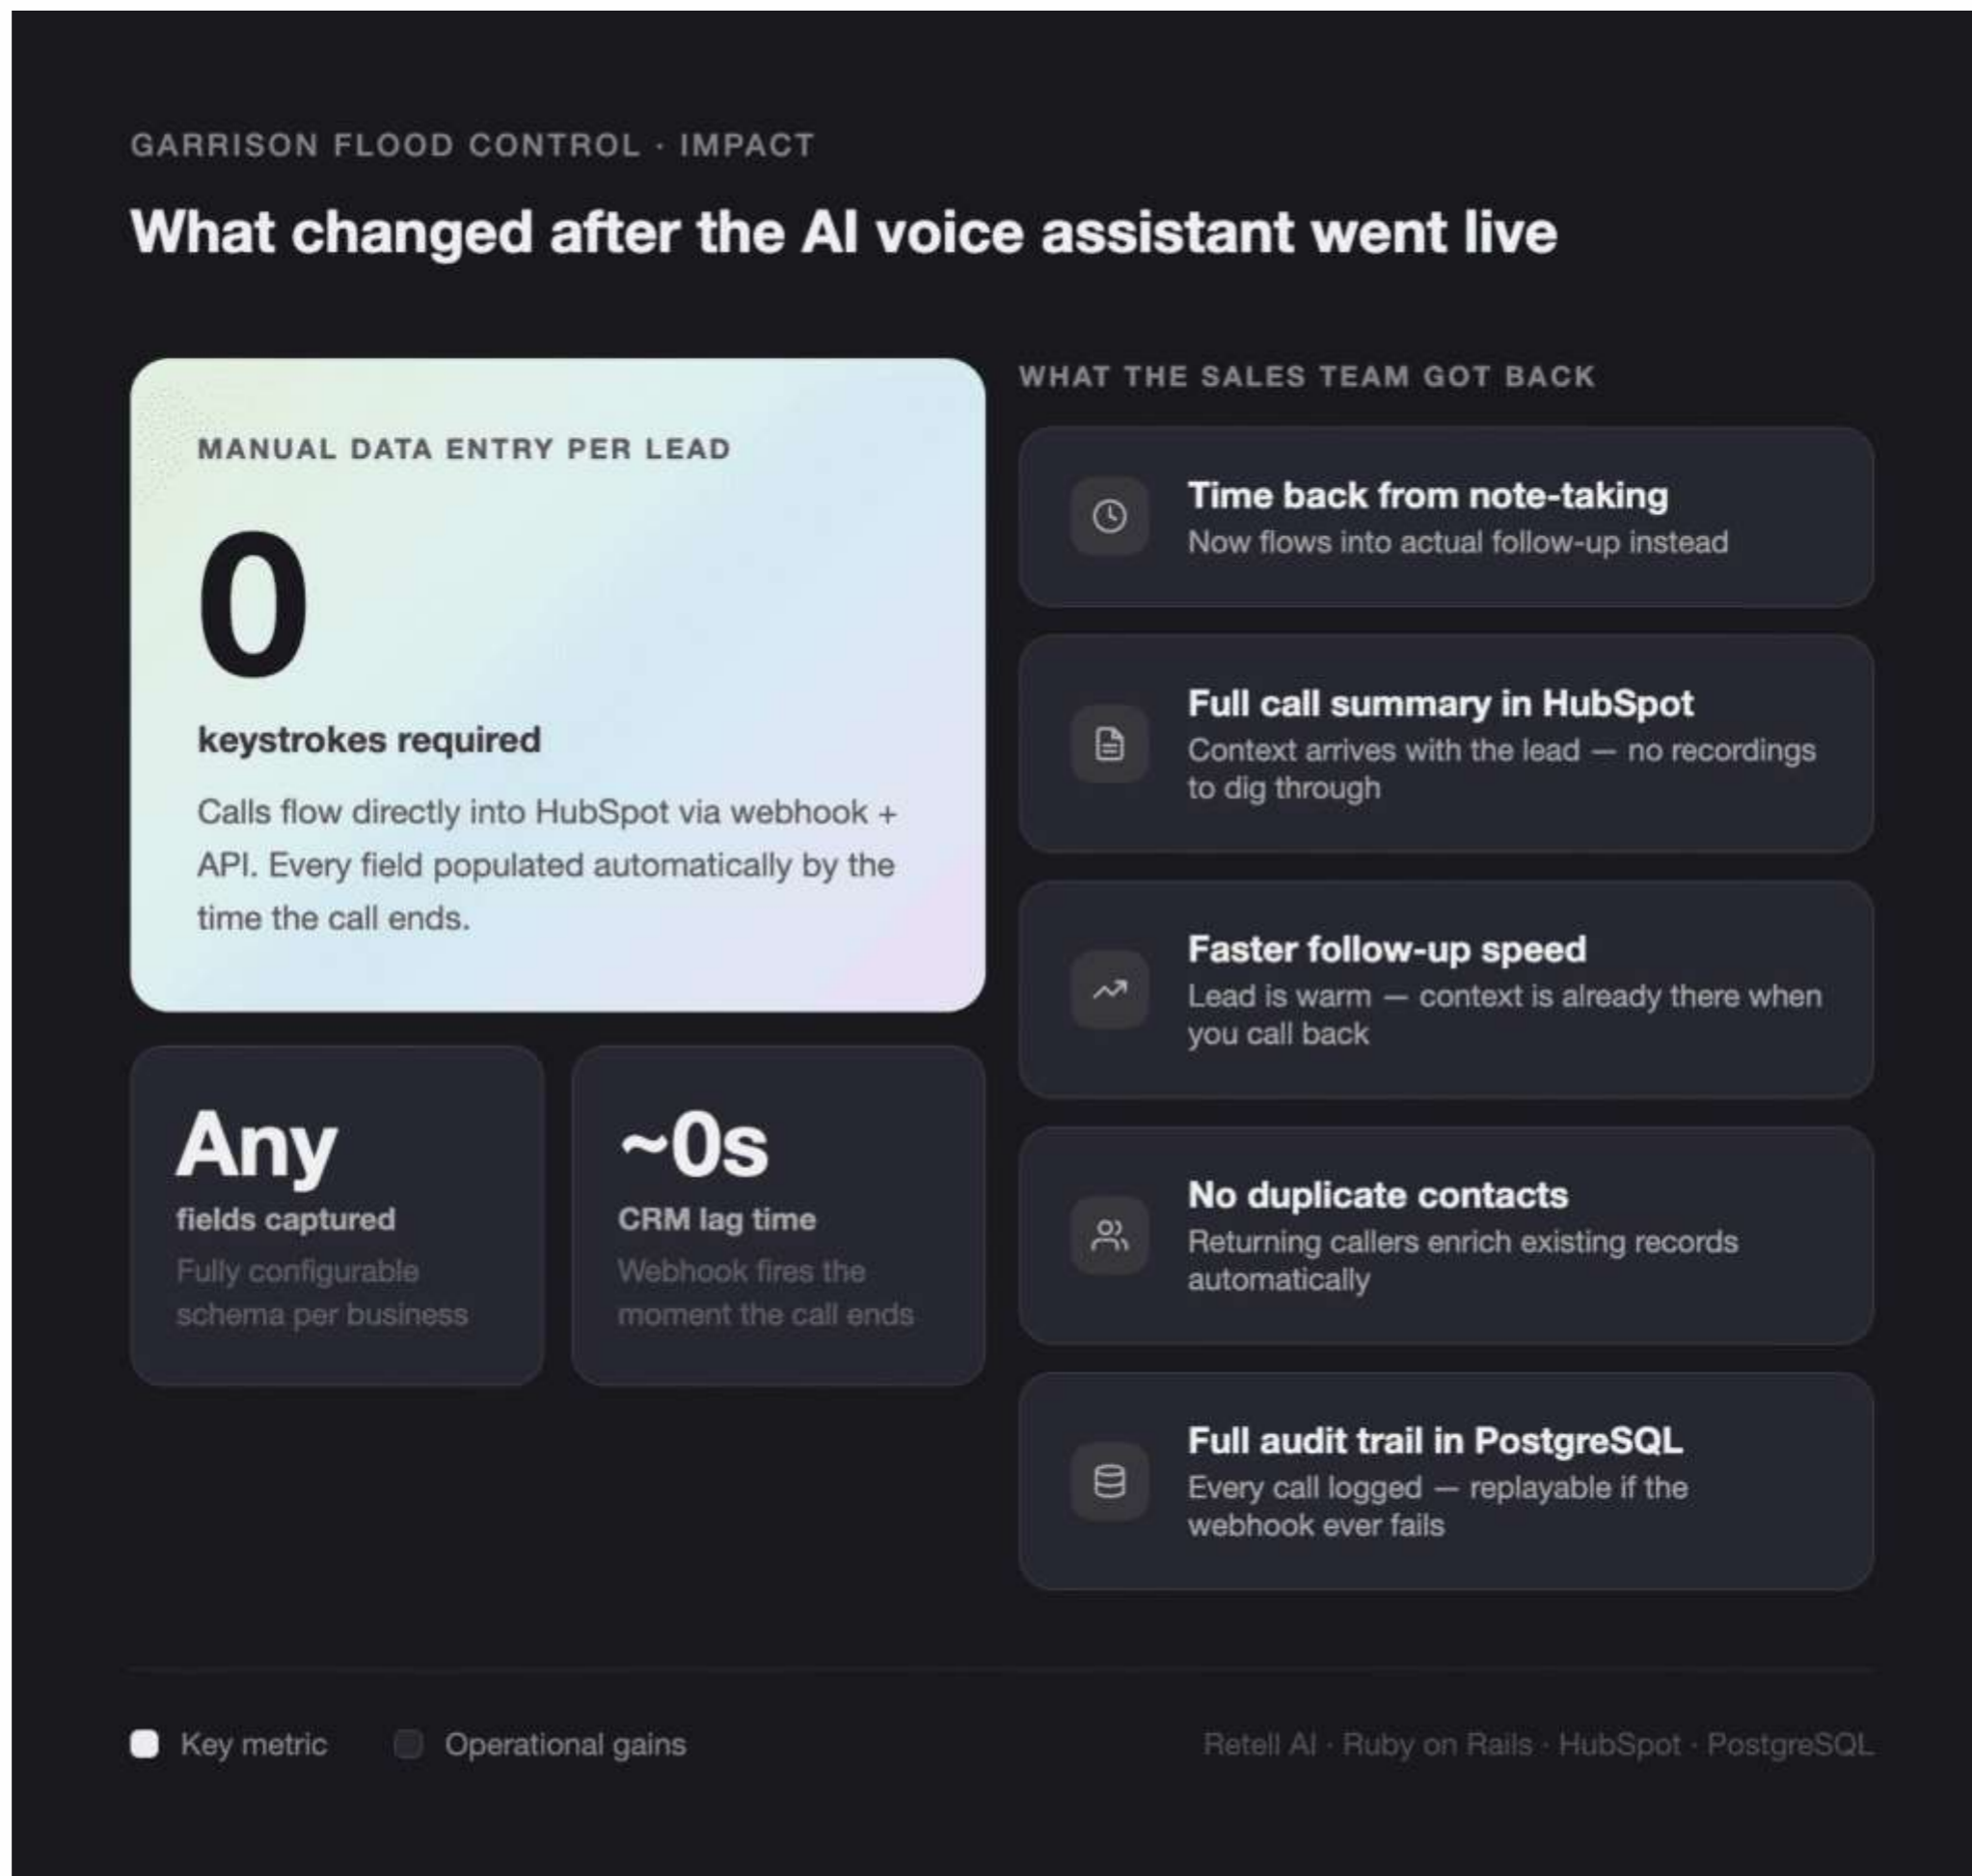 GARRISON FLOOD CONTROL · IMPACT
What changed after the AI voice assistant went live
MANUAL DATA ENTRY PER LEAD
0
keystrokes required
Calls flow directly into HubSpot via webhook +
API. Every field populated automatically by the
time the call ends.
Any
fields captured
Fully configurable
schema per business
~0s
CRM lag time
Webhook fires the
moment the call ends
WHAT THE SALES TEAM GOT BACK
Time back from note-taking
Now flows into actual follow-up instead
Full call summary in HubSpot
Context arrives with the lead — no recordings
to dig through
Faster follow-up speed
Lead is warm — context is already there when
you call back
No duplicate contacts
Returning callers enrich existing records
automatically
Full audit trail in PostgreSQL
Every call logged — replayable if the
webhook ever fails
Key metric
Operational gains
Retell AI · Ruby on Rails · HubSpot · PostgreSQL